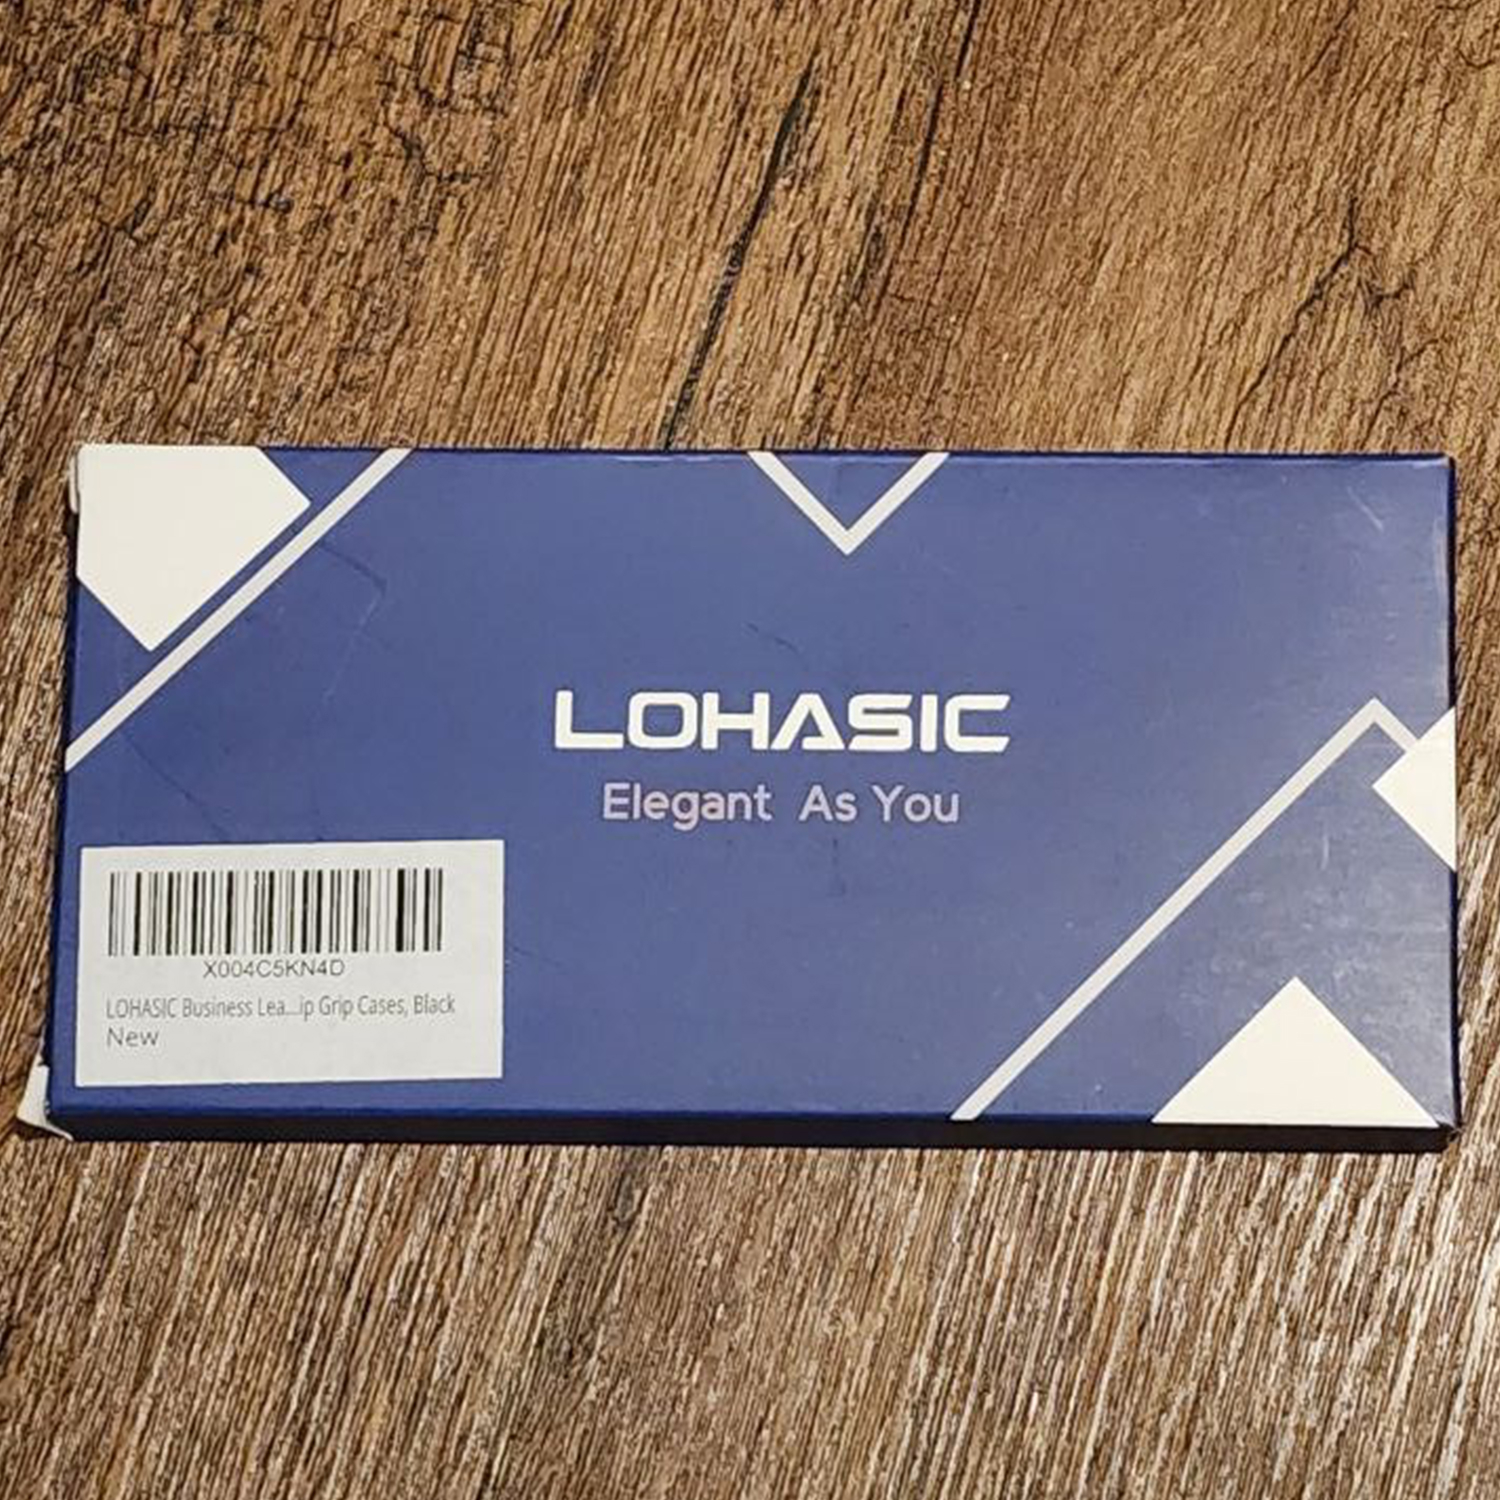 LOHASIC
Elegant As You
X004C5KN4D
LOHASIC Business Lea...ip Grip Cases, Black
New